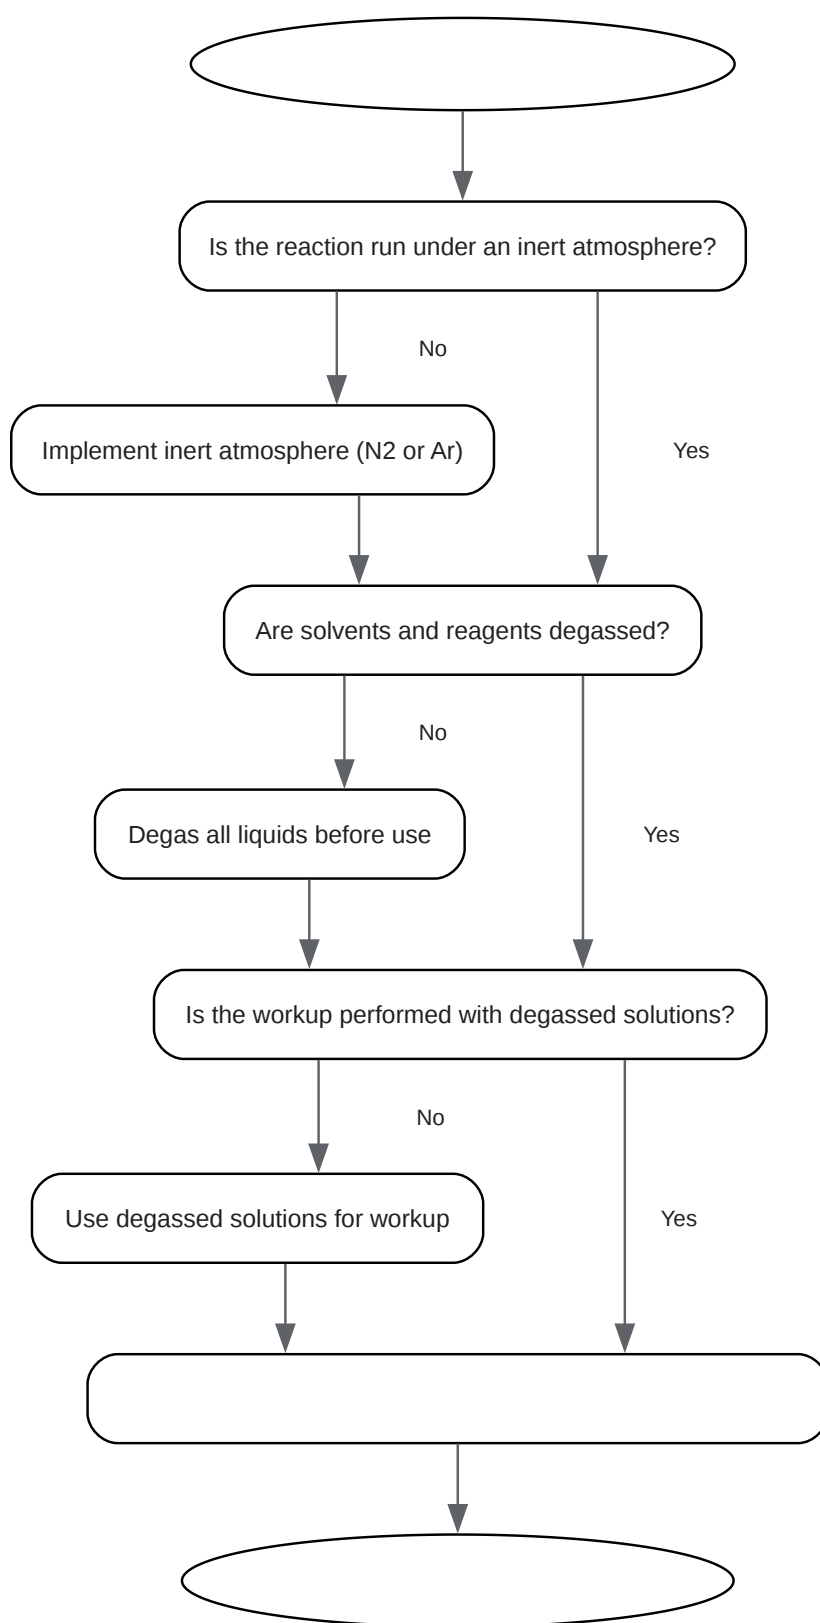 Is the reaction run under an inert atmosphere?
No
Implement inert atmosphere (N2 or Ar)
Yes
Are solvents and reagents degassed?
No
Degas all liquids before use
Yes
Is the workup performed with degassed solutions?
No
Use degassed solutions for workup
Yes